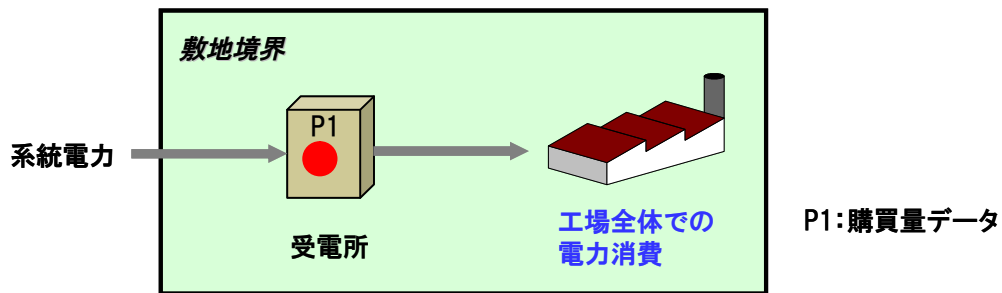 敷地境界
P1
系統電力
受電所
工場全体での
電力消費
P1:購買量データ